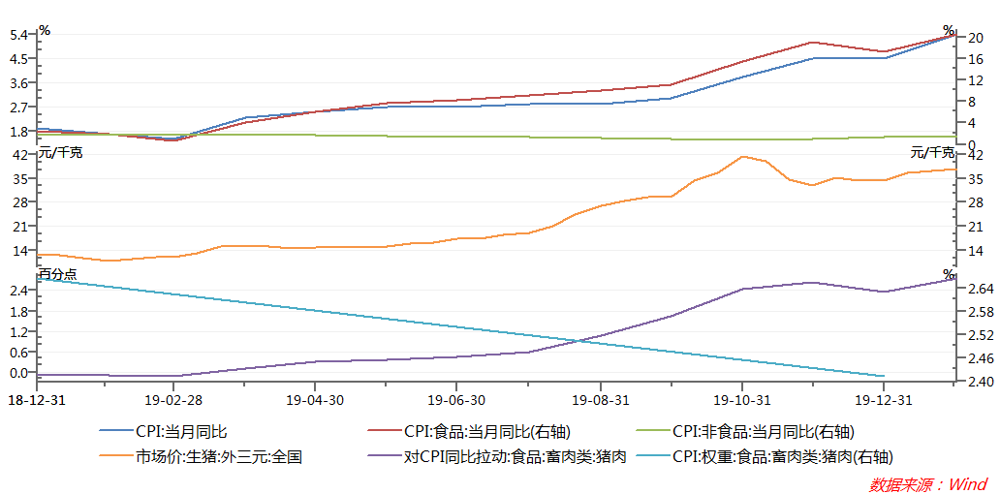 % %
5.4 20
4.5 16
3.6 12
2.7 8
1.8 4
0
元/千克 元/千克
42 42
35 35
28 28
21 21
14 14
百分点 %
2.4 2.64
1.8 2.58
1.2 2.52
0.6 2.46
0.0 2.40
18-12-31 19-02-28 19-04-30 19-06-30 19-08-31 19-10-31 19-12-31
CPI:当月同比 CPI:食品:当月同比(右轴) CPI:非食品:当月同比(右轴)
市场价:生猪:外三元:全国 对CPI同比拉动:食品:畜肉类:猪肉 CPI:权重:食品:畜肉类:猪肉(右轴)
数据来源：Wind